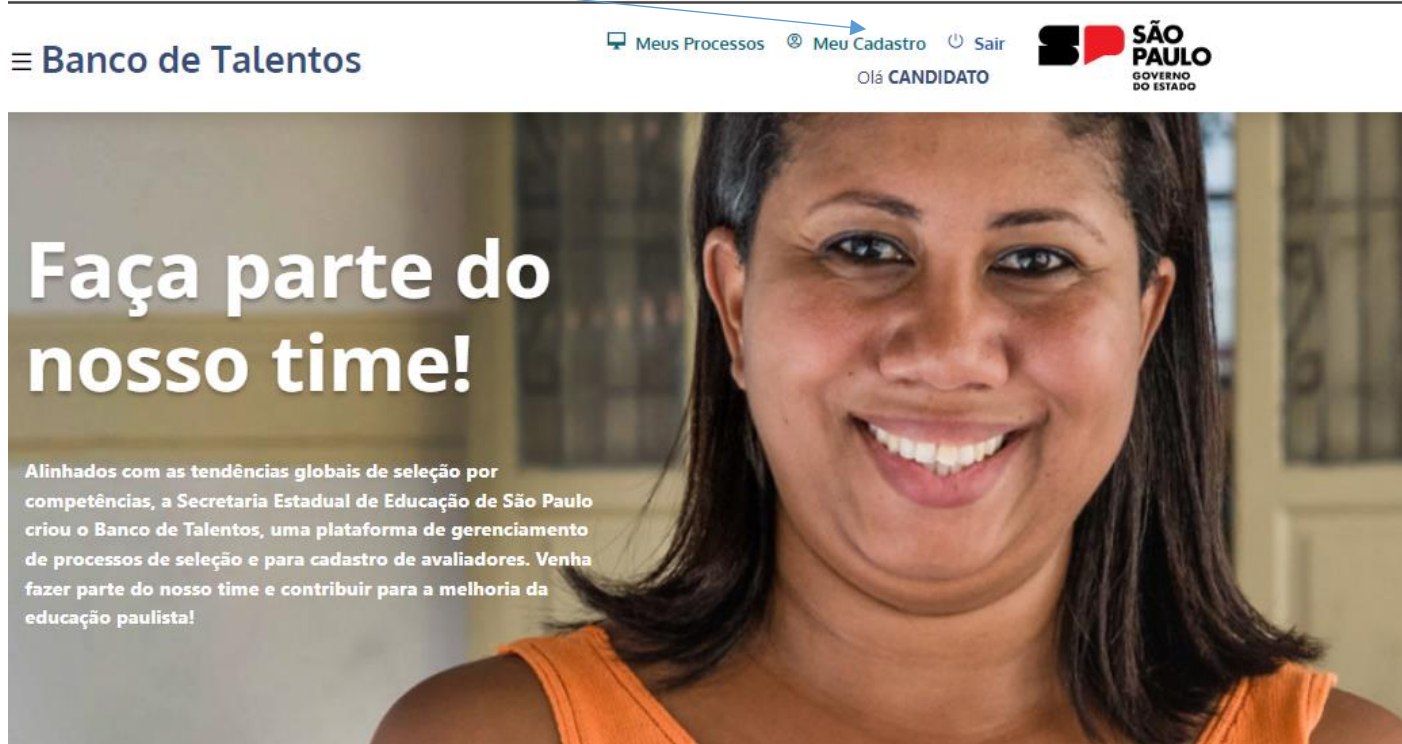 Meus Processos Meu Cadastro Sair
Banco de Talentos
Olá CANDIDATO
SÃO
PAULO
GOVERNO
DO ESTADO
Faça parte do
nosso time!
Alinhados com as tendências globais de seleção por
competências, a Secretaria Estadual de Educação de São Paulo
criou o Banco de Talentos, uma plataforma de gerenciamento
de processos de seleção e para cadastro de avaliadores. Venha
fazer parte do nosso time e contribuir para a melhoria da
educação paulista!